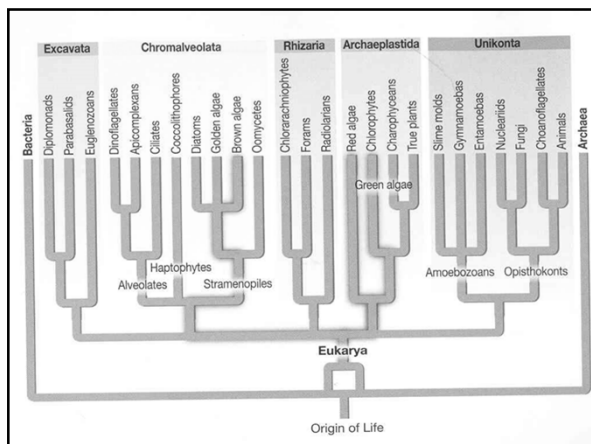 Excavata
Chromalveolata
Rhizaria
Archaeplastida
Unikonta
Bacteria
Diplomonads
Parabasalids
Euglenozoans
Dinoflagellates
Apicomplexans
Ciliates
Coccolithophores
Diatoms
Golden algae
Brown algae
Oomycetes
Chlorarachniophytes
Forams
Radiolarians
Red algae
Chlorophytes
Charophyceans
True plants
Slime molds
Gymnamoebas
Entamoebas
Nucleariids
Fungi
Choanoflagellates
Animals
Archaea
Green algae
Haptophytes
Alveolates
Stramenopiles
Amoebozoans
Opisthokonts
Eukarya
Origin of Life